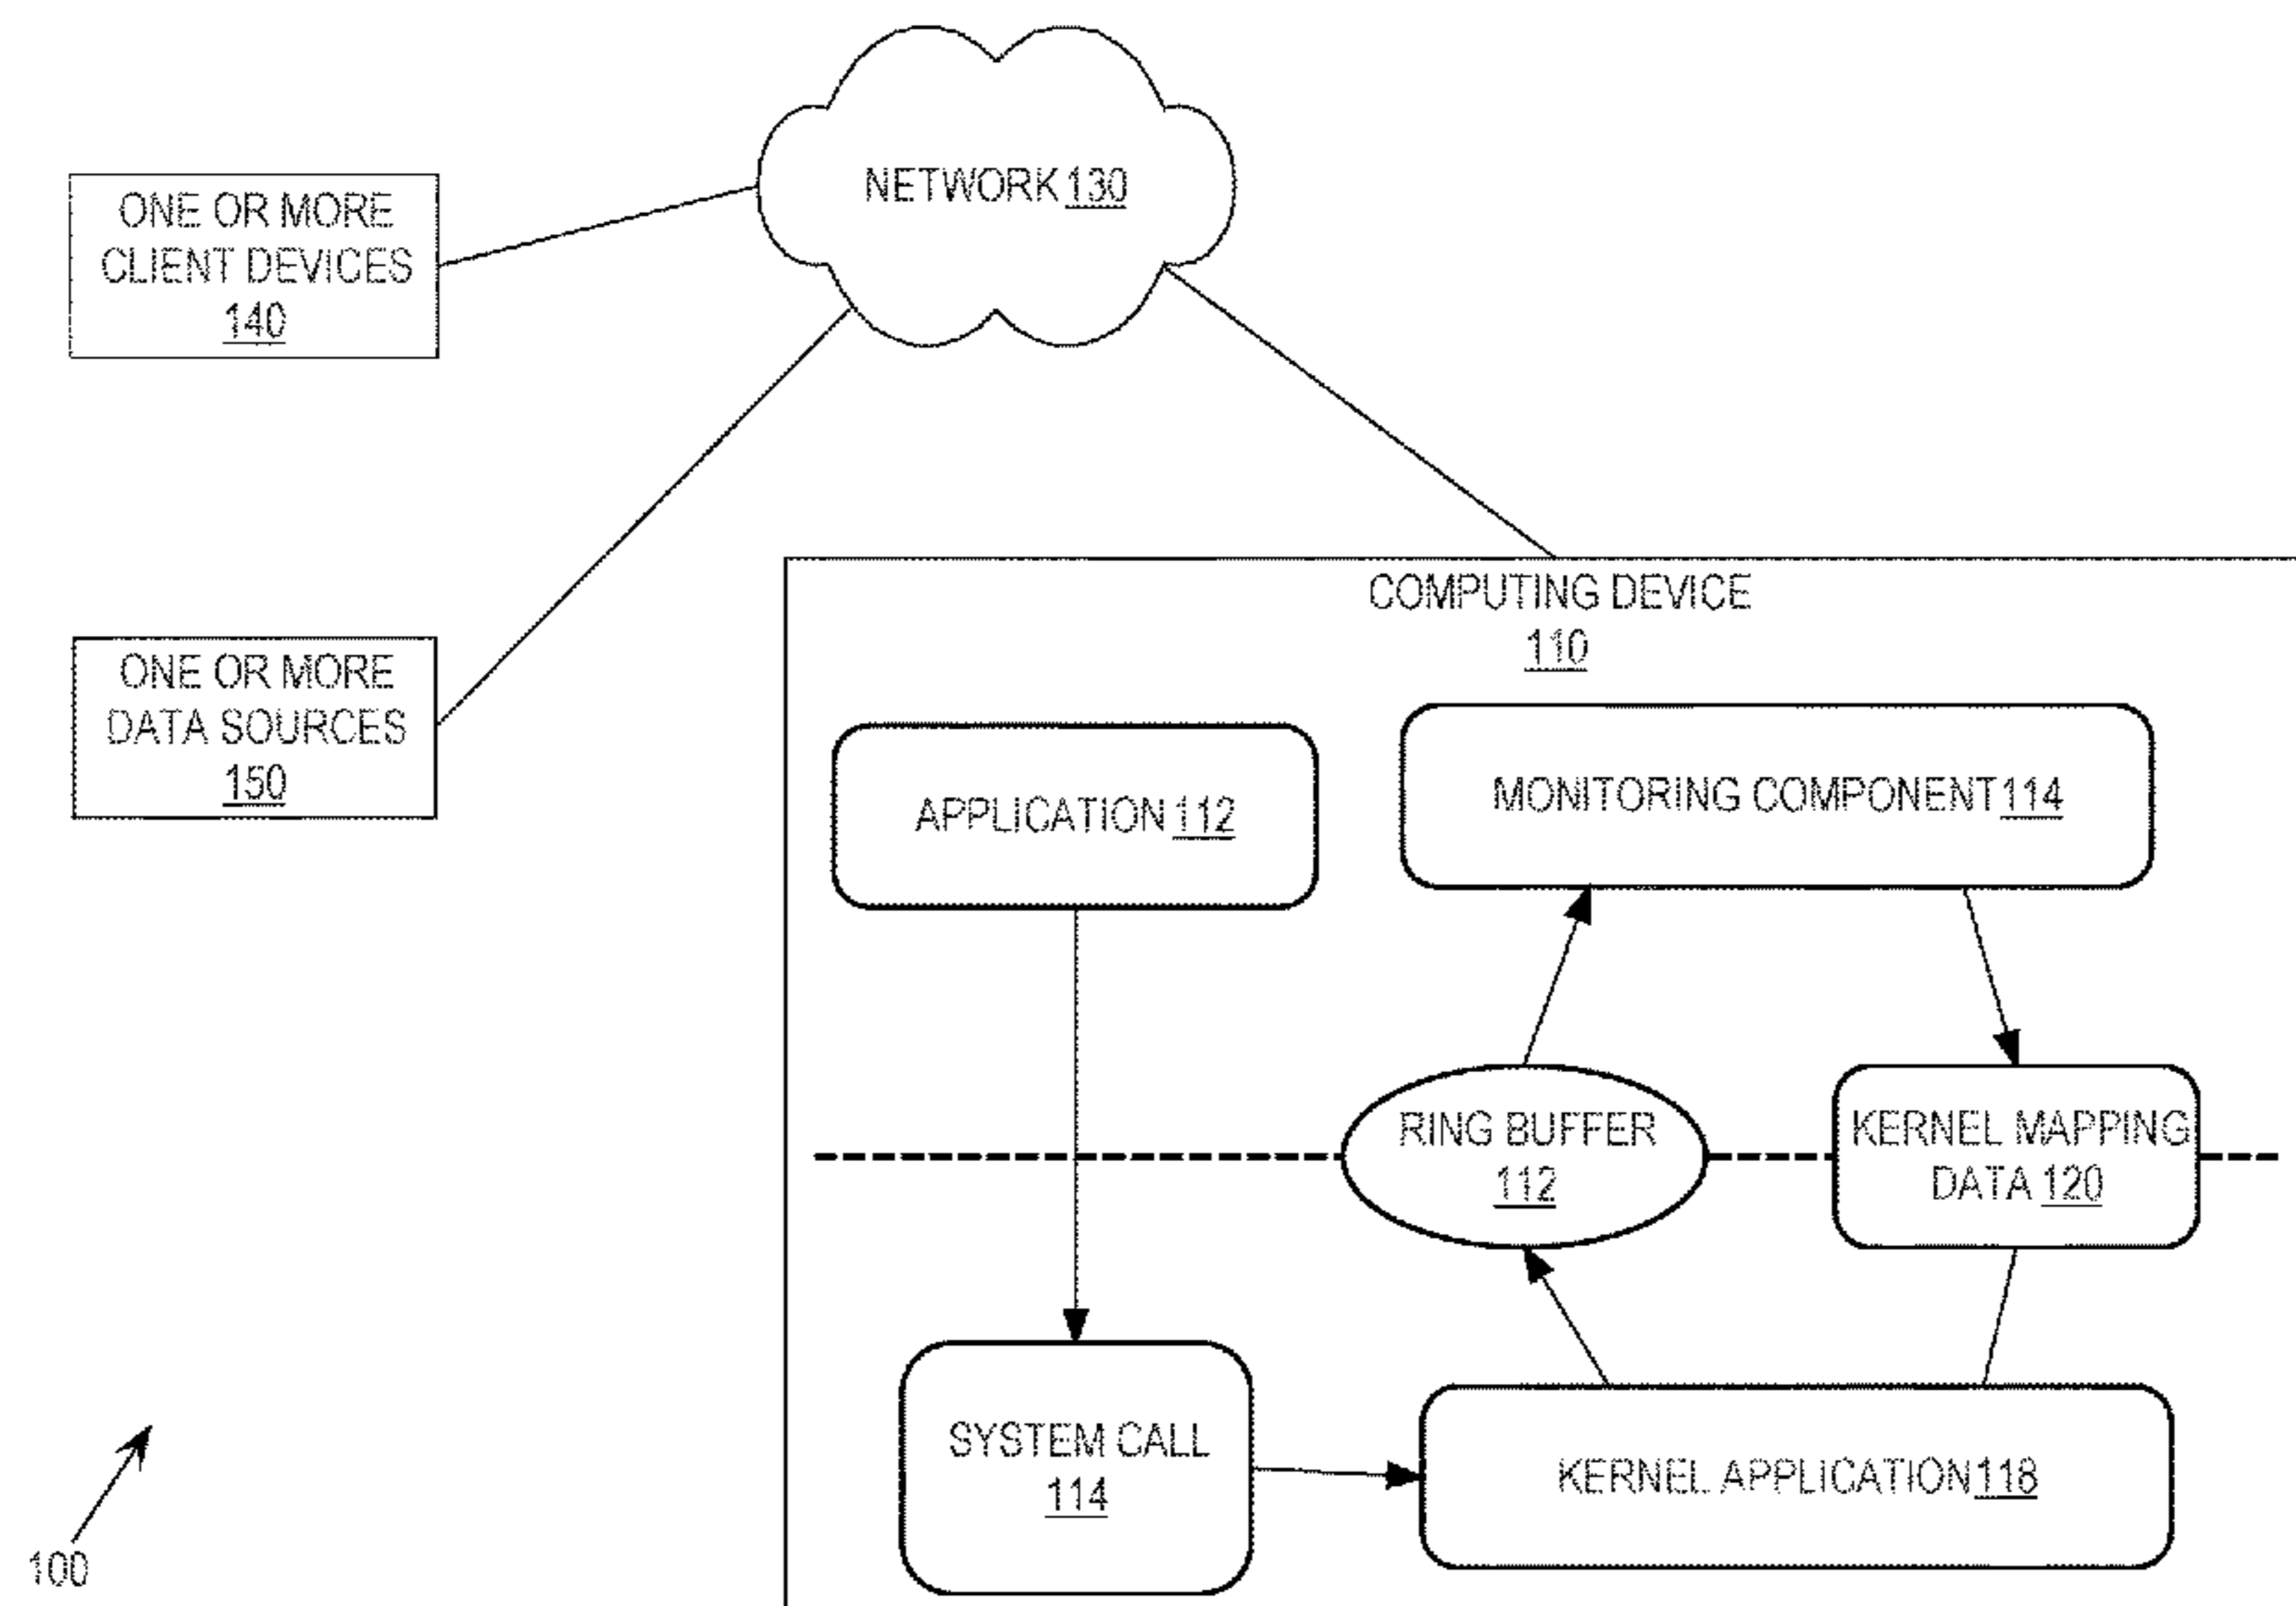 NETWORK 130
ONE OR MORE
CLIENT DEVICES
140
ONE OR MORE
DATA SOURCES
150
COMPUTING DEVICE
110
APPLICATION 112
MONITORING COMPONENT 114
RING BUFFER
112
KERNEL MAPPING
DATA 120
SYSTEM CALL
114
KERNEL APPLICATION 118
100